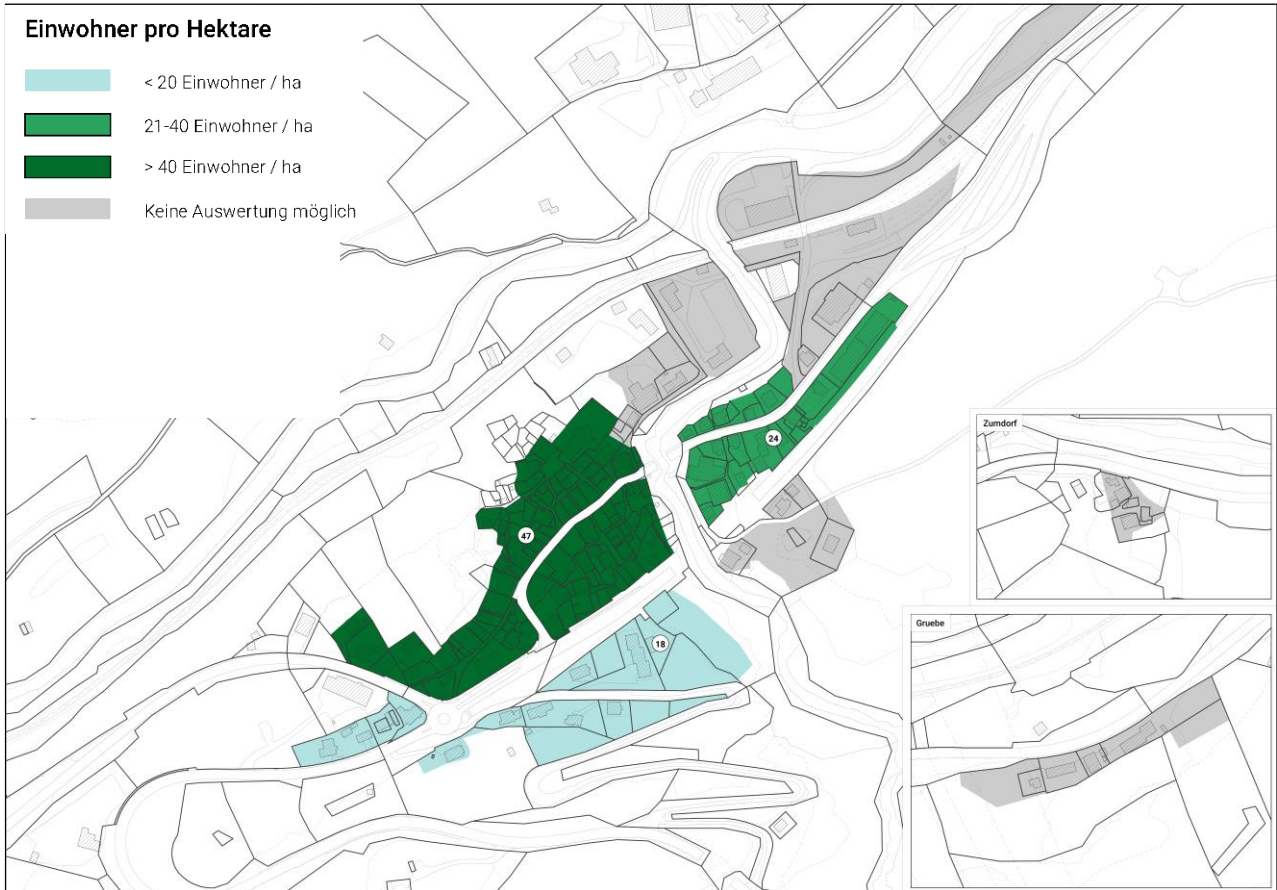 Einwohner pro Hektare
< 20 Einwohner / ha
21-40 Einwohner / ha
> 40 Einwohner / ha
Keine Auswertung möglich
24
Zumdorf
47
18
Gruebe